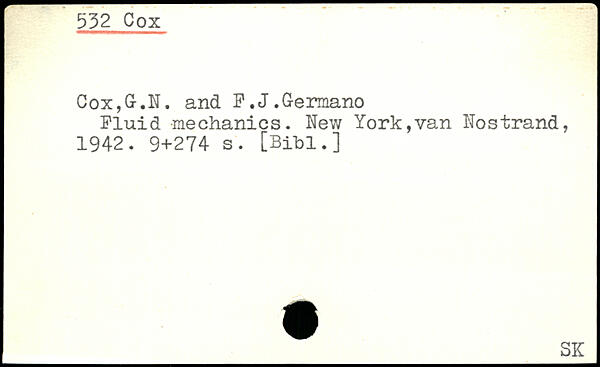 532 Cox
Cox,G.N. and F.J.Germano
Fluid mechanics. New York,van Nostrand,
1942. 9+274 s. [Bibl.]
SK